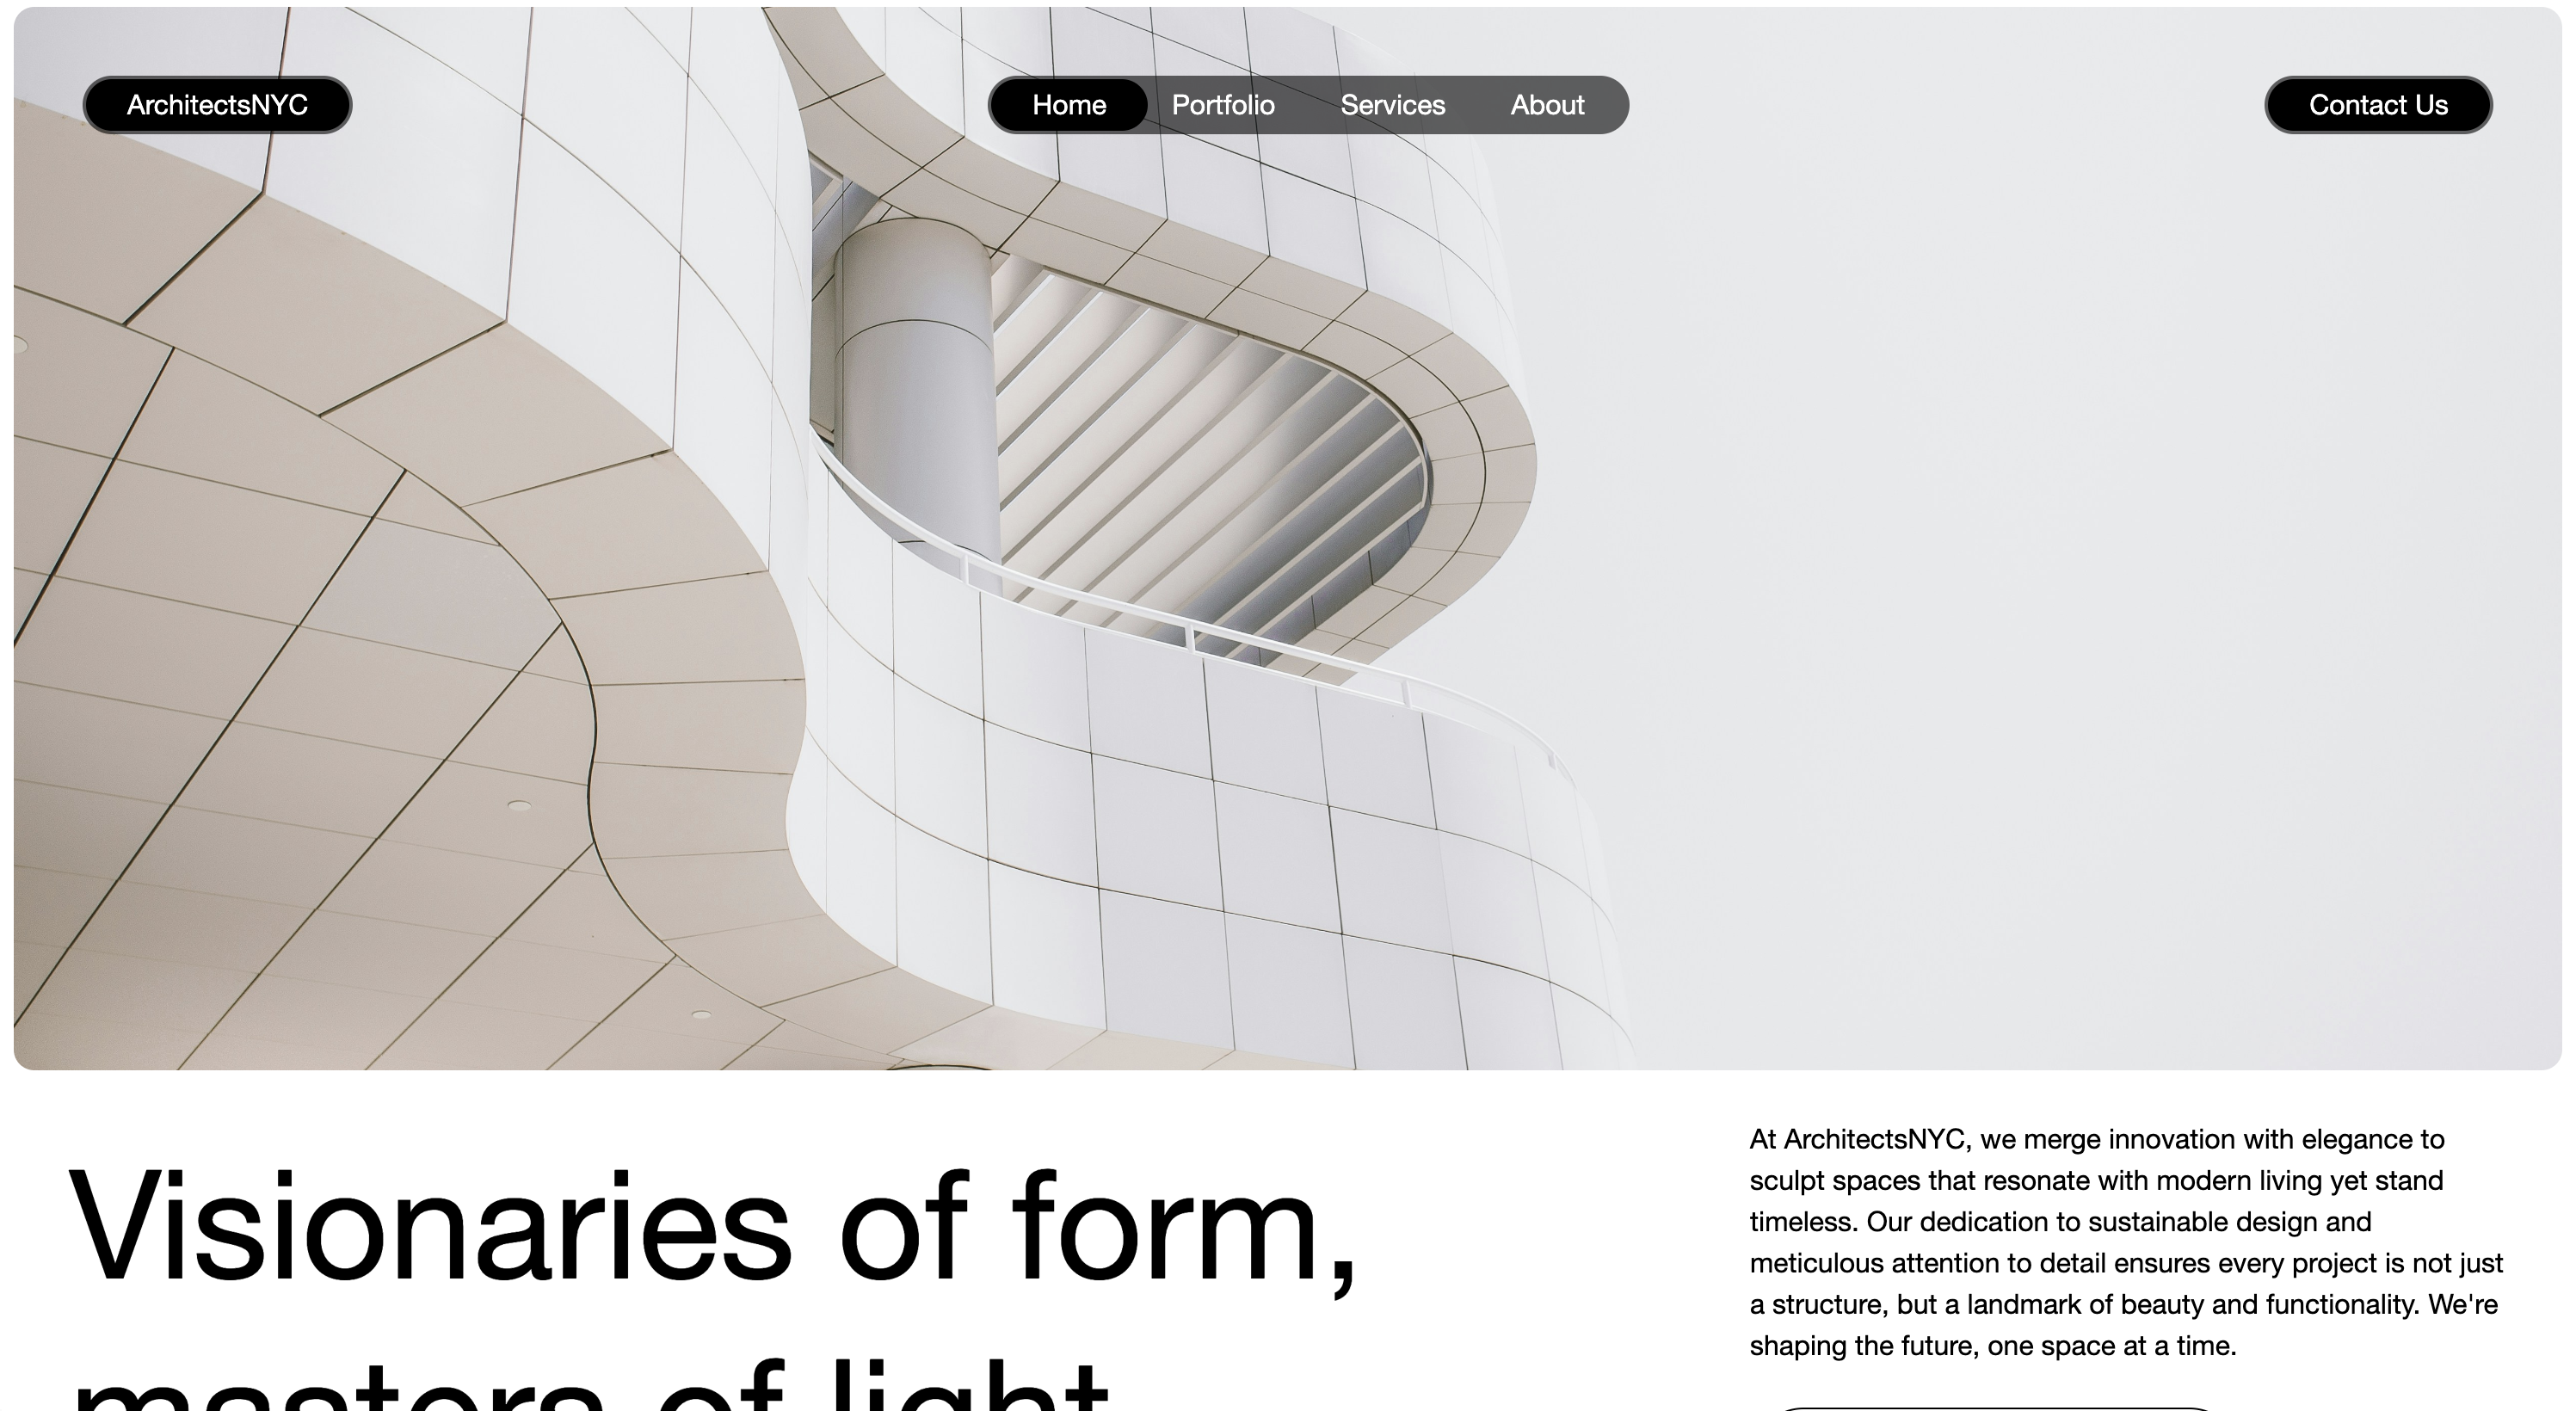 ArchitectsNYC
Home Portfolio Services About
Contact Us
Visionaries of form,
masters of light
At ArchitectsNYC, we merge innovation with elegance to
sculpt spaces that resonate with modern living yet stand
timeless. Our dedication to sustainable design and
meticulous attention to detail ensures every project is not just
a structure, but a landmark of beauty and functionality. We're
shaping the future, one space at a time.